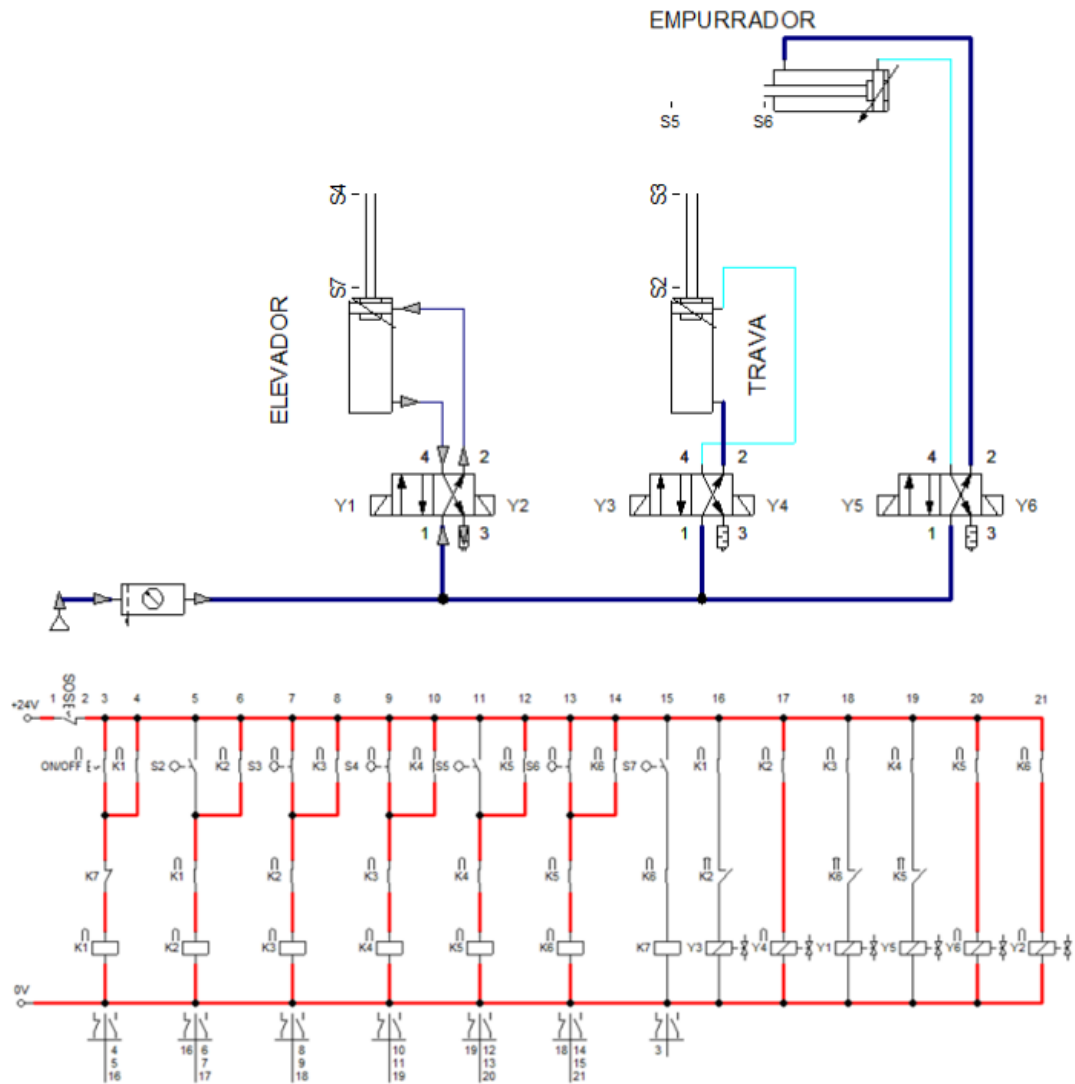 EMPURRADOR
S5 S6
S4 S3
S7 S2
ELEVADOR TRAVA
4 2 4 2 4 2
Y1 Y2 Y3 Y4 Y5 Y6
1 3 1 3 1 3
+24V 1 SOSE 2 3 4 5 6 7 8 9 10 11 12 13 14 15 16 17 18 19 20 21
ON/OFF K1 S2 K2 S3 K3 S4 K4 S5 K5 S6 K6 S7 K1 K2 K3 K4 K5 K6
K7 K1 K2 K3 K4 K5 K6 K2 K6 K5
K1 K2 K3 K4 K5 K6 K7 Y3 Y4 Y1 Y5 Y6 Y2
0V
4 16 6 8 10 19 12 18 14 3
5 7 9 11 13 15
16 17 18 19 20 21